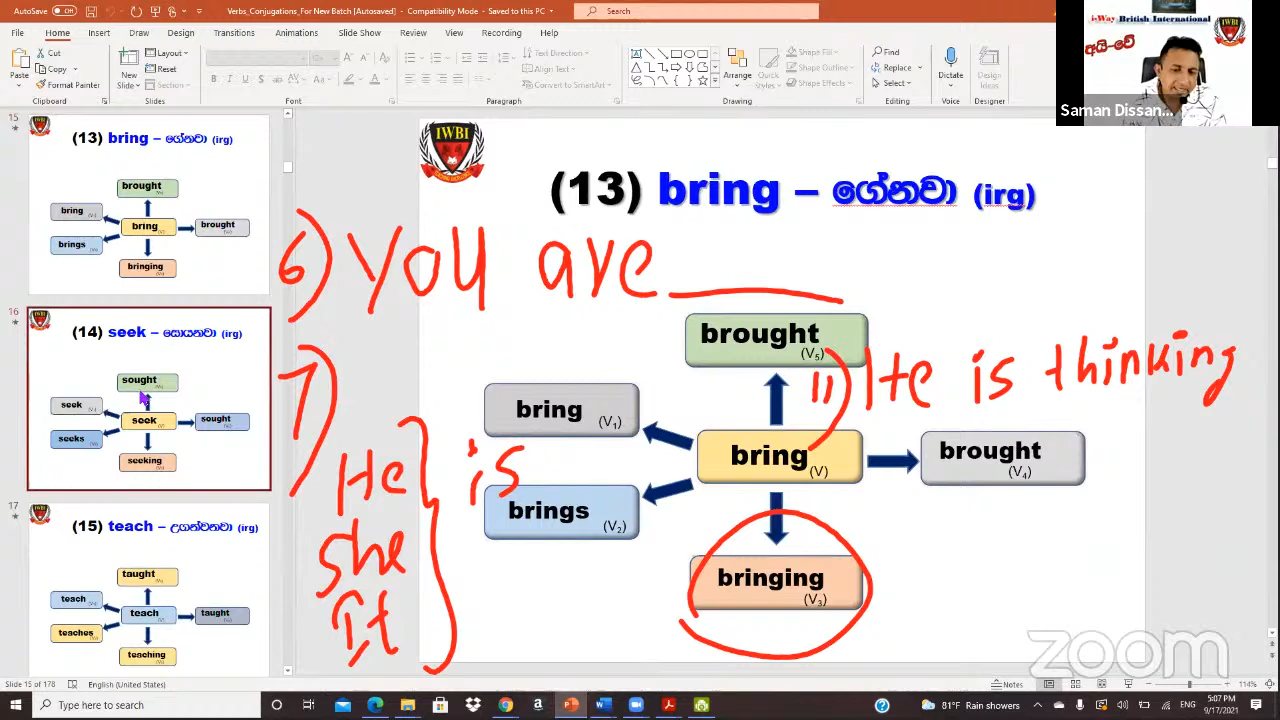 AutoSave Off Verbs_Conjugations_For New Batch [Autosaved] - Compatibility Mode - Saved to this PC Search
File Home Insert Draw Design Transitions Animations Slide Show Review View Recording Help
Paste Cut Copy Format Painter Clipboard
New Slide Layout Reset Section Slides
Font Paragraph
Text Direction Align Text Convert to SmartArt
Arrange Quick Styles Shape Fill Shape Outline Shape Effects Drawing
Find Replace Select Editing
Dictate Voice
Design Ideas Designer
i-Way British International
IWBI
අයි-වේ
Saman Dissan...
(13) bring – ගේනවා (irg)
brought
bring
bring
brought
brings
bringing
16
(14) seek – සොයනවා (irg)
sought
seek
seek
sought
seeks
seeking
17
(15) teach – උගන්වනවා (irg)
taught
teach
teach
taught
teaches
teaching
IWBI
(13) bring – ගේනවා (irg)
6) You are
brought (V5)
11) He is thinking
bring (V1)
bring (V)
brought (V4)
brings (V2)
bringing (V3)
7)
He
She
It
is
zoom
Slide 15 of 178 English (United States) Notes 114%
Type here to search
81°F Rain showers
5:07 PM
9/17/2021